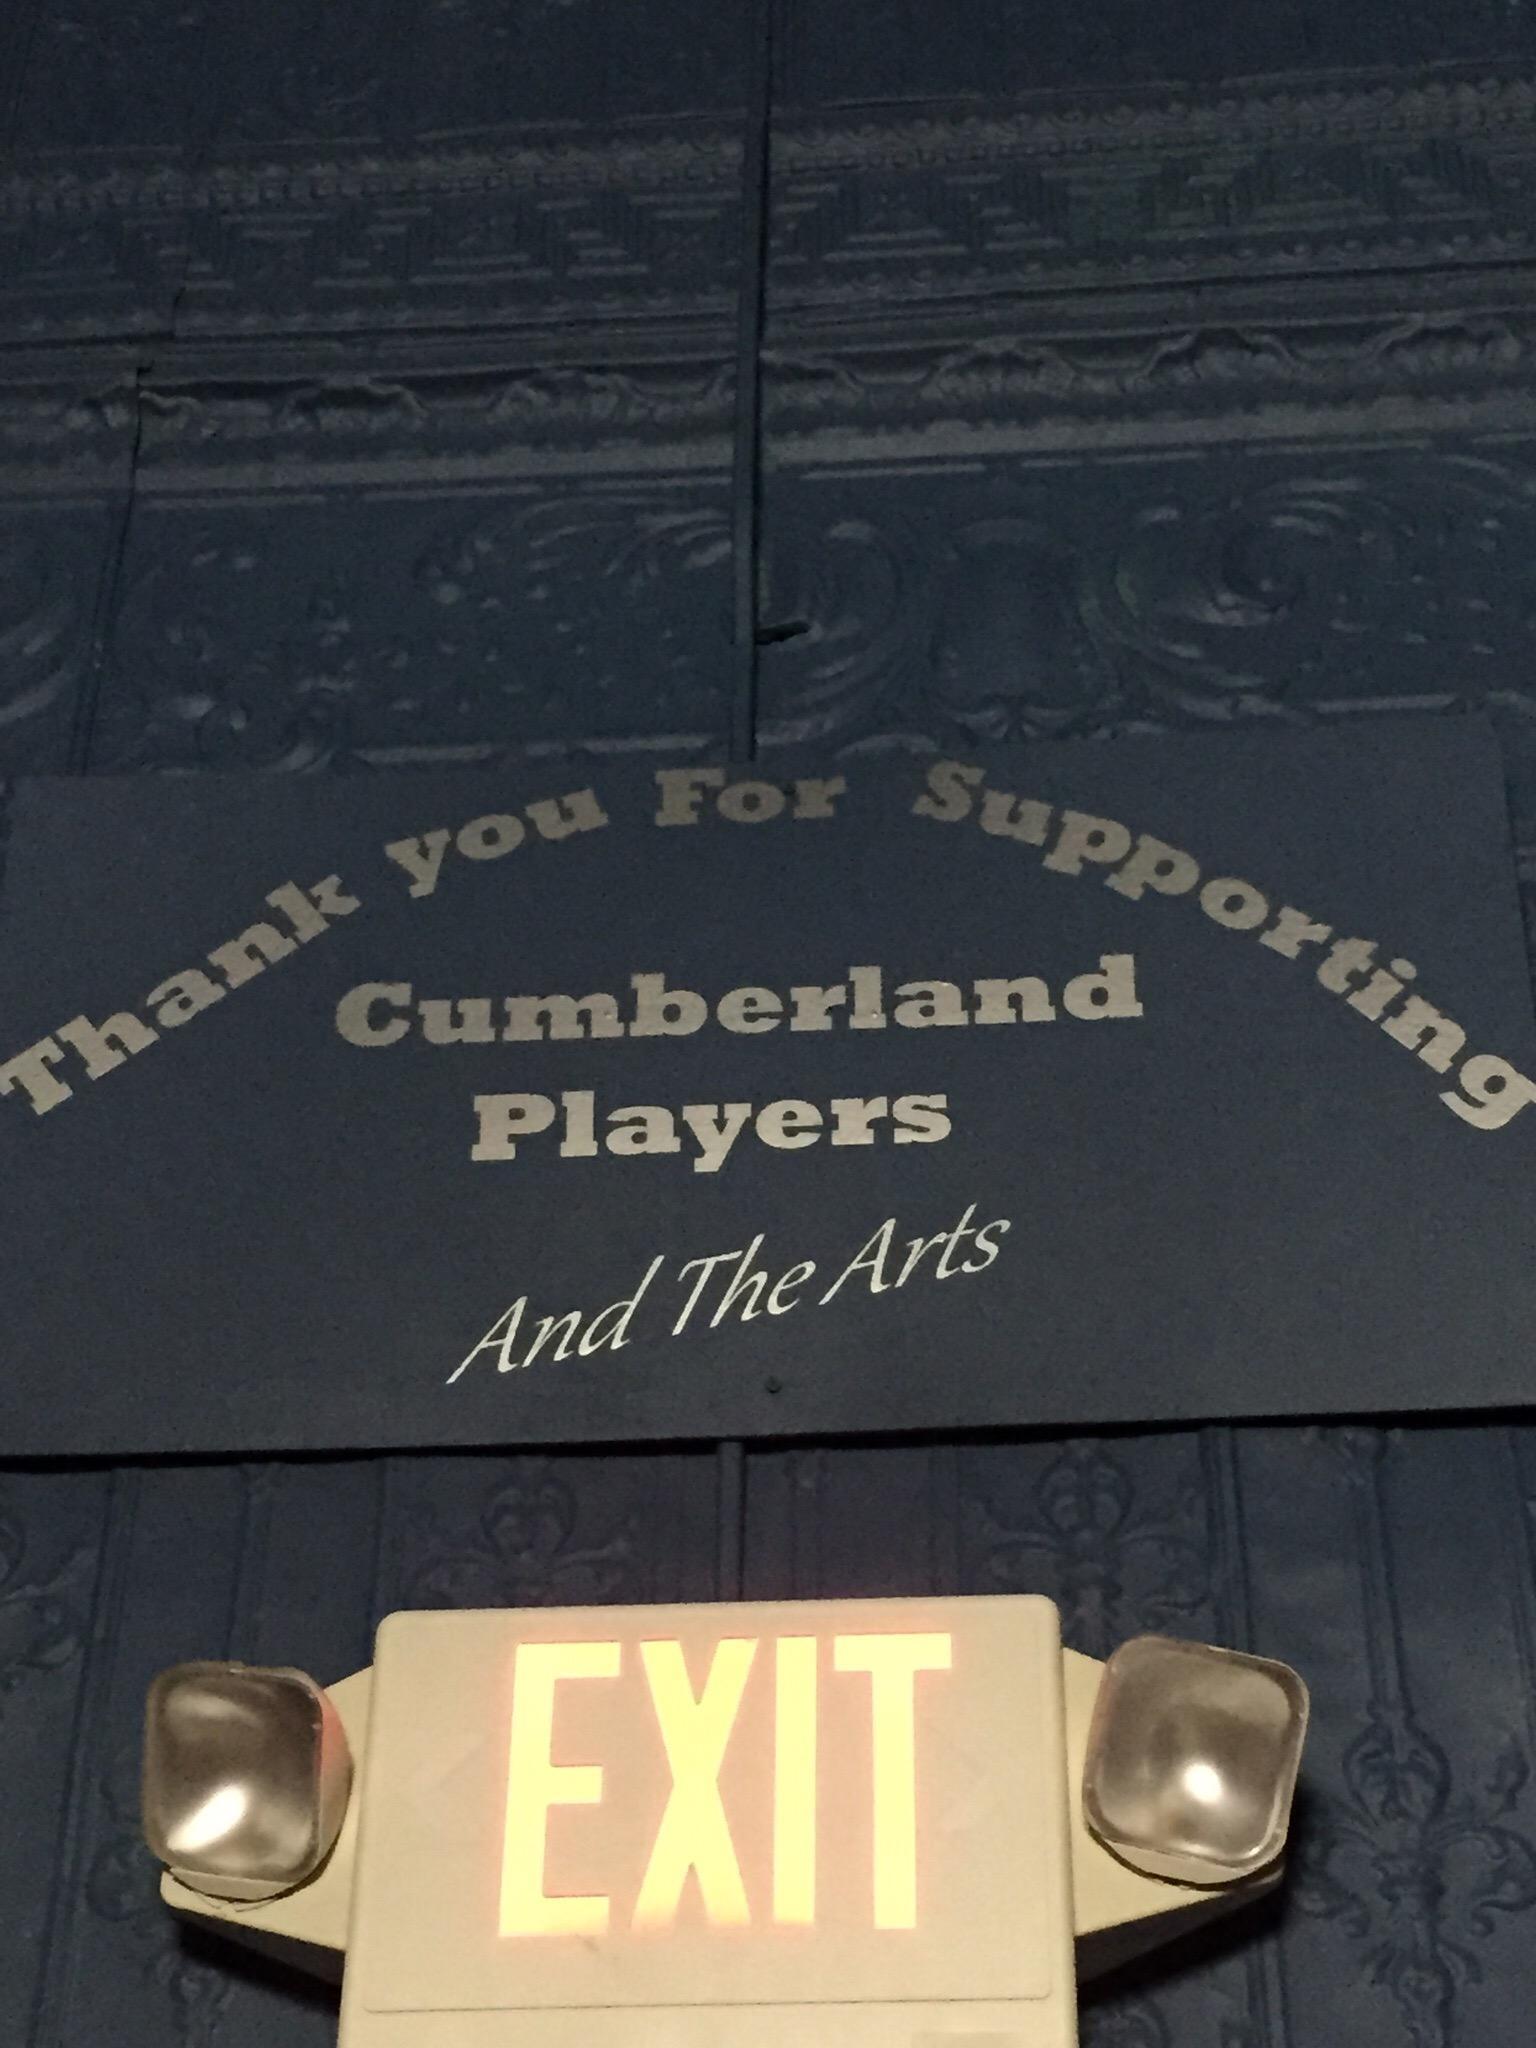 Thank you For Supporting
Cumberland
Players
And The Arts
EXIT